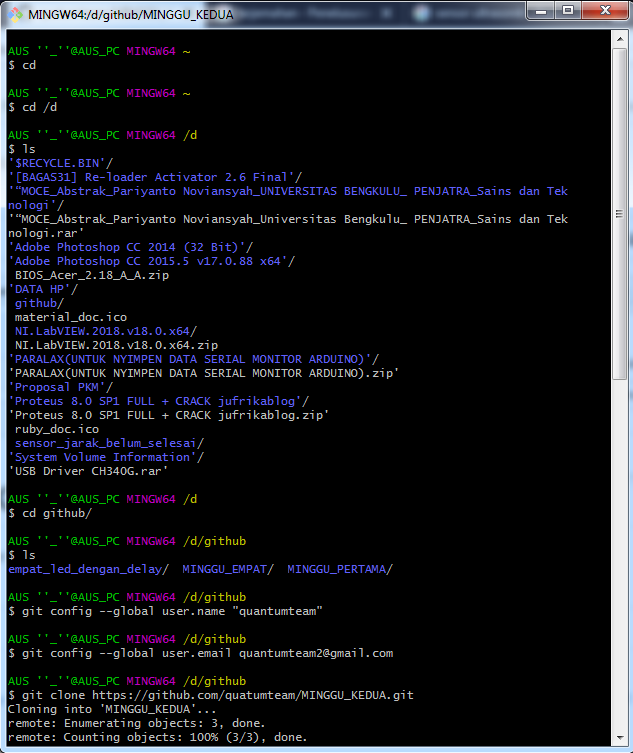 MINGW64:/d/github/MINGGU_KEDUA
AUS ''_''@AUS_PC MINGW64 ~
$ cd
AUS ''_''@AUS_PC MINGW64 ~
$ cd /d
AUS ''_''@AUS_PC MINGW64 /d
$ ls
'$RECYCLE.BIN'/
'[BAGAS31] Re-loader Activator 2.6 Final'/
'“MOCE_Abstrak_Pariyanto Noviansyah_UNIVERSITAS BENGKULU_ PENJATRA_Sains dan Tek
nologi'/
'“MOCE_Abstrak_Pariyanto Noviansyah_Universitas Bengkulu_ PENJATRA_Sains dan Tek
nologi.rar'
'Adobe Photoshop CC 2014 (32 Bit)'/
'Adobe Photoshop CC 2015.5 v17.0.88 x64'/
BIOS_Acer_2.18_A_A.zip
'DATA HP'/
github/
material_doc.ico
NI.LabVIEW.2018.v18.0.x64/
NI.LabVIEW.2018.v18.0.x64.zip
'PARALAX(UNTUK NYIMPEN DATA SERIAL MONITOR ARDUINO)'/
'PARALAX(UNTUK NYIMPEN DATA SERIAL MONITOR ARDUINO).zip'
'Proposal PKM'/
'Proteus 8.0 SP1 FULL + CRACK jufrikablog'/
'Proteus 8.0 SP1 FULL + CRACK jufrikablog.zip'
ruby_doc.ico
sensor_jarak_belum_selesai/
'System Volume Information'/
'USB Driver CH340G.rar'
AUS ''_''@AUS_PC MINGW64 /d
$ cd github/
AUS ''_''@AUS_PC MINGW64 /d/github
$ ls
empat_led_dengan_delay/  MINGGU_EMPAT/  MINGGU_PERTAMA/
AUS ''_''@AUS_PC MINGW64 /d/github
$ git config --global user.name "quantumteam"
AUS ''_''@AUS_PC MINGW64 /d/github
$ git config --global user.email quantumteam2@gmail.com
AUS ''_''@AUS_PC MINGW64 /d/github
$ git clone https://github.com/quatumteam/MINGGU_KEDUA.git
Cloning into 'MINGGU_KEDUA'...
remote: Enumerating objects: 3, done.
remote: Counting objects: 100% (3/3), done.